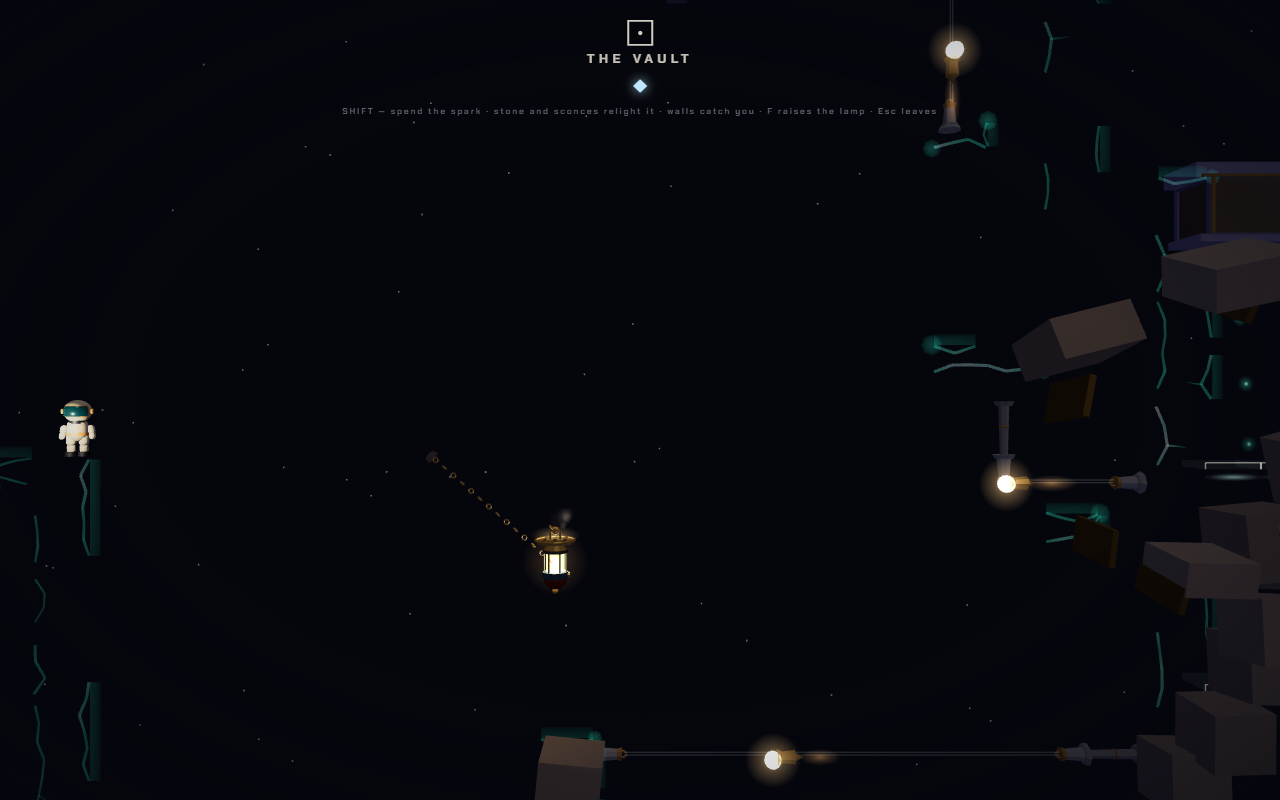 THE VAULT
SHIFT — spend the spark · stone and sconces relight it · walls catch you · F raises the lamp · Esc leaves